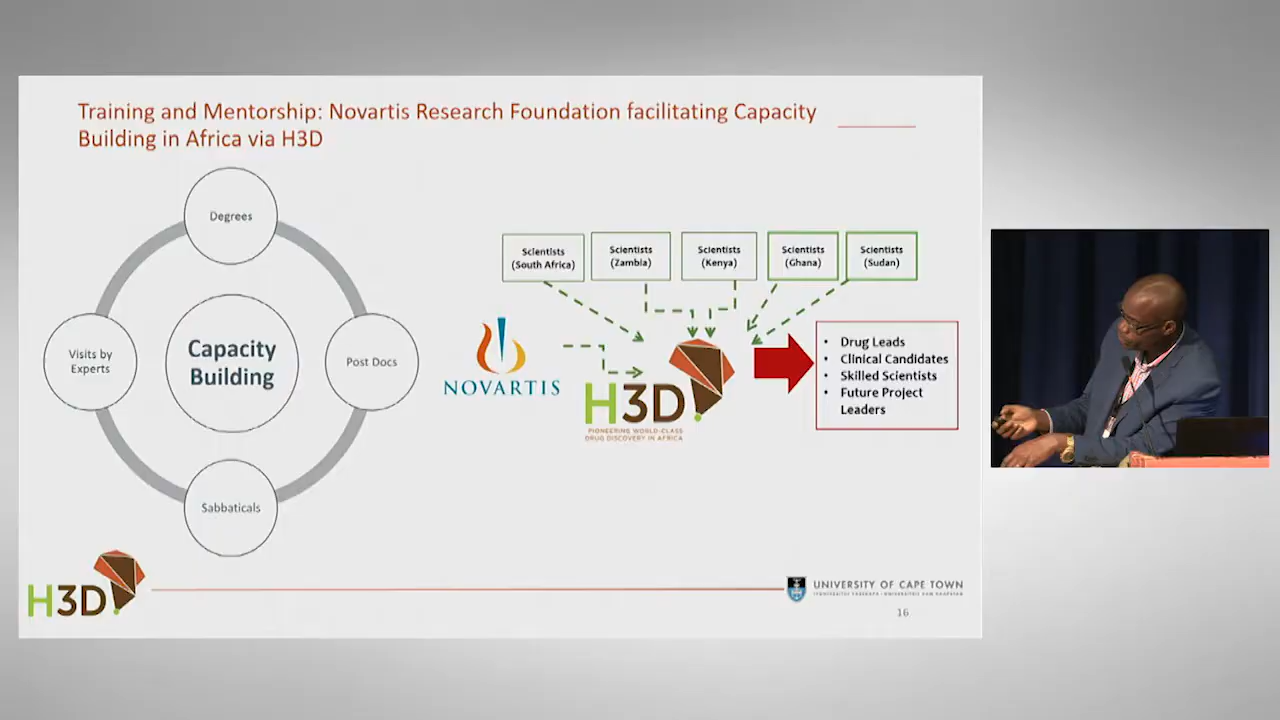 Training and Mentorship: Novartis Research Foundation facilitating Capacity
Building in Africa via H3D
Degrees
Visits by
Experts
Capacity
Building
Post Docs
Sabbaticals
Scientists
(South Africa)
Scientists
(Zambia)
Scientists
(Kenya)
Scientists
(Ghana)
Scientists
(Sudan)
NOVARTIS
H3D
PIONEERING WORLD-CLASS
DRUG DISCOVERY IN AFRICA
• Drug Leads
• Clinical Candidates
• Skilled Scientists
• Future Project
Leaders
H3D
UNIVERSITY OF CAPE TOWN
16